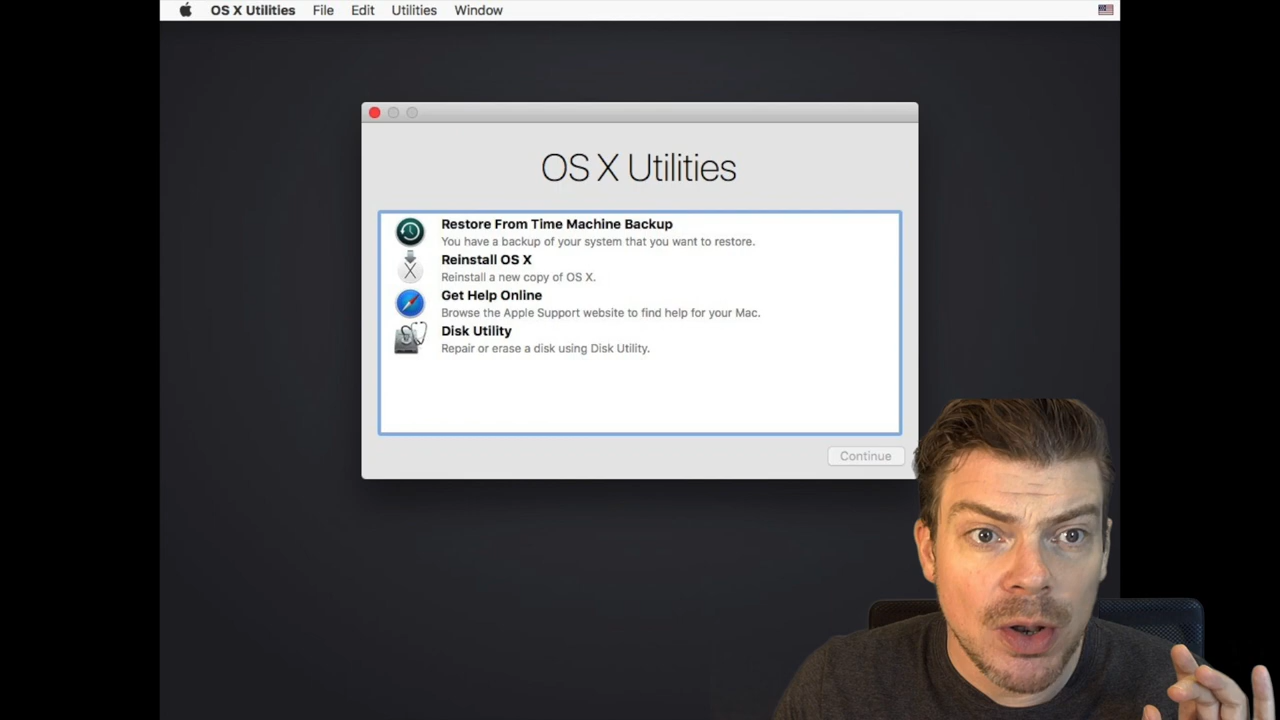 OS X Utilities File Edit Utilities Window
OS X Utilities
Restore From Time Machine Backup
You have a backup of your system that you want to restore.
Reinstall OS X
Reinstall a new copy of OS X.
Get Help Online
Browse the Apple Support website to find help for your Mac.
Disk Utility
Repair or erase a disk using Disk Utility.
Continue